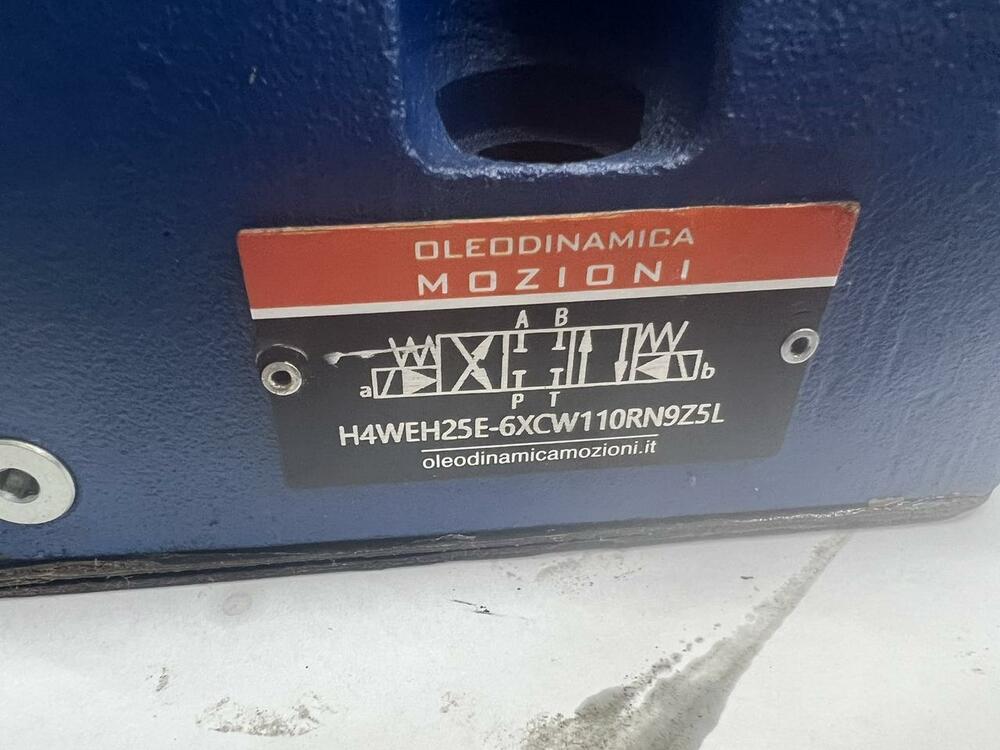 OLEODINAMICA
MOZIONI
A B
a b
P T
H4WEH25E-6XCW110RN9Z5L
oleodinamicamozioni.it